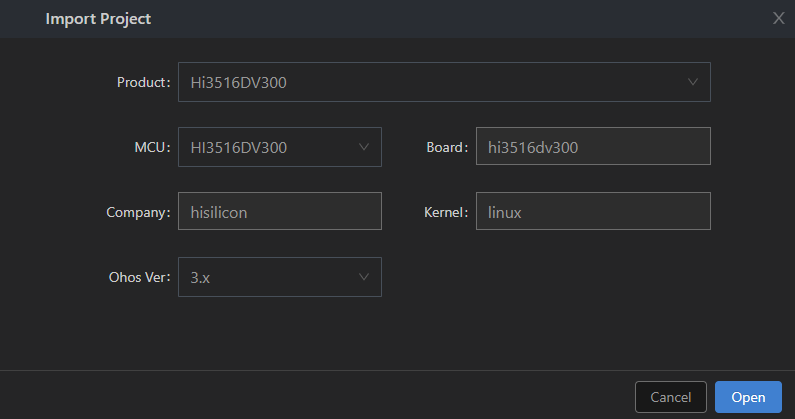 Import Project
Product: Hi3516DV300
MCU: HI3516DV300 Board: hi3516dv300
Company: hisilicon Kernel: linux
Ohos Ver: 3.x
Cancel Open